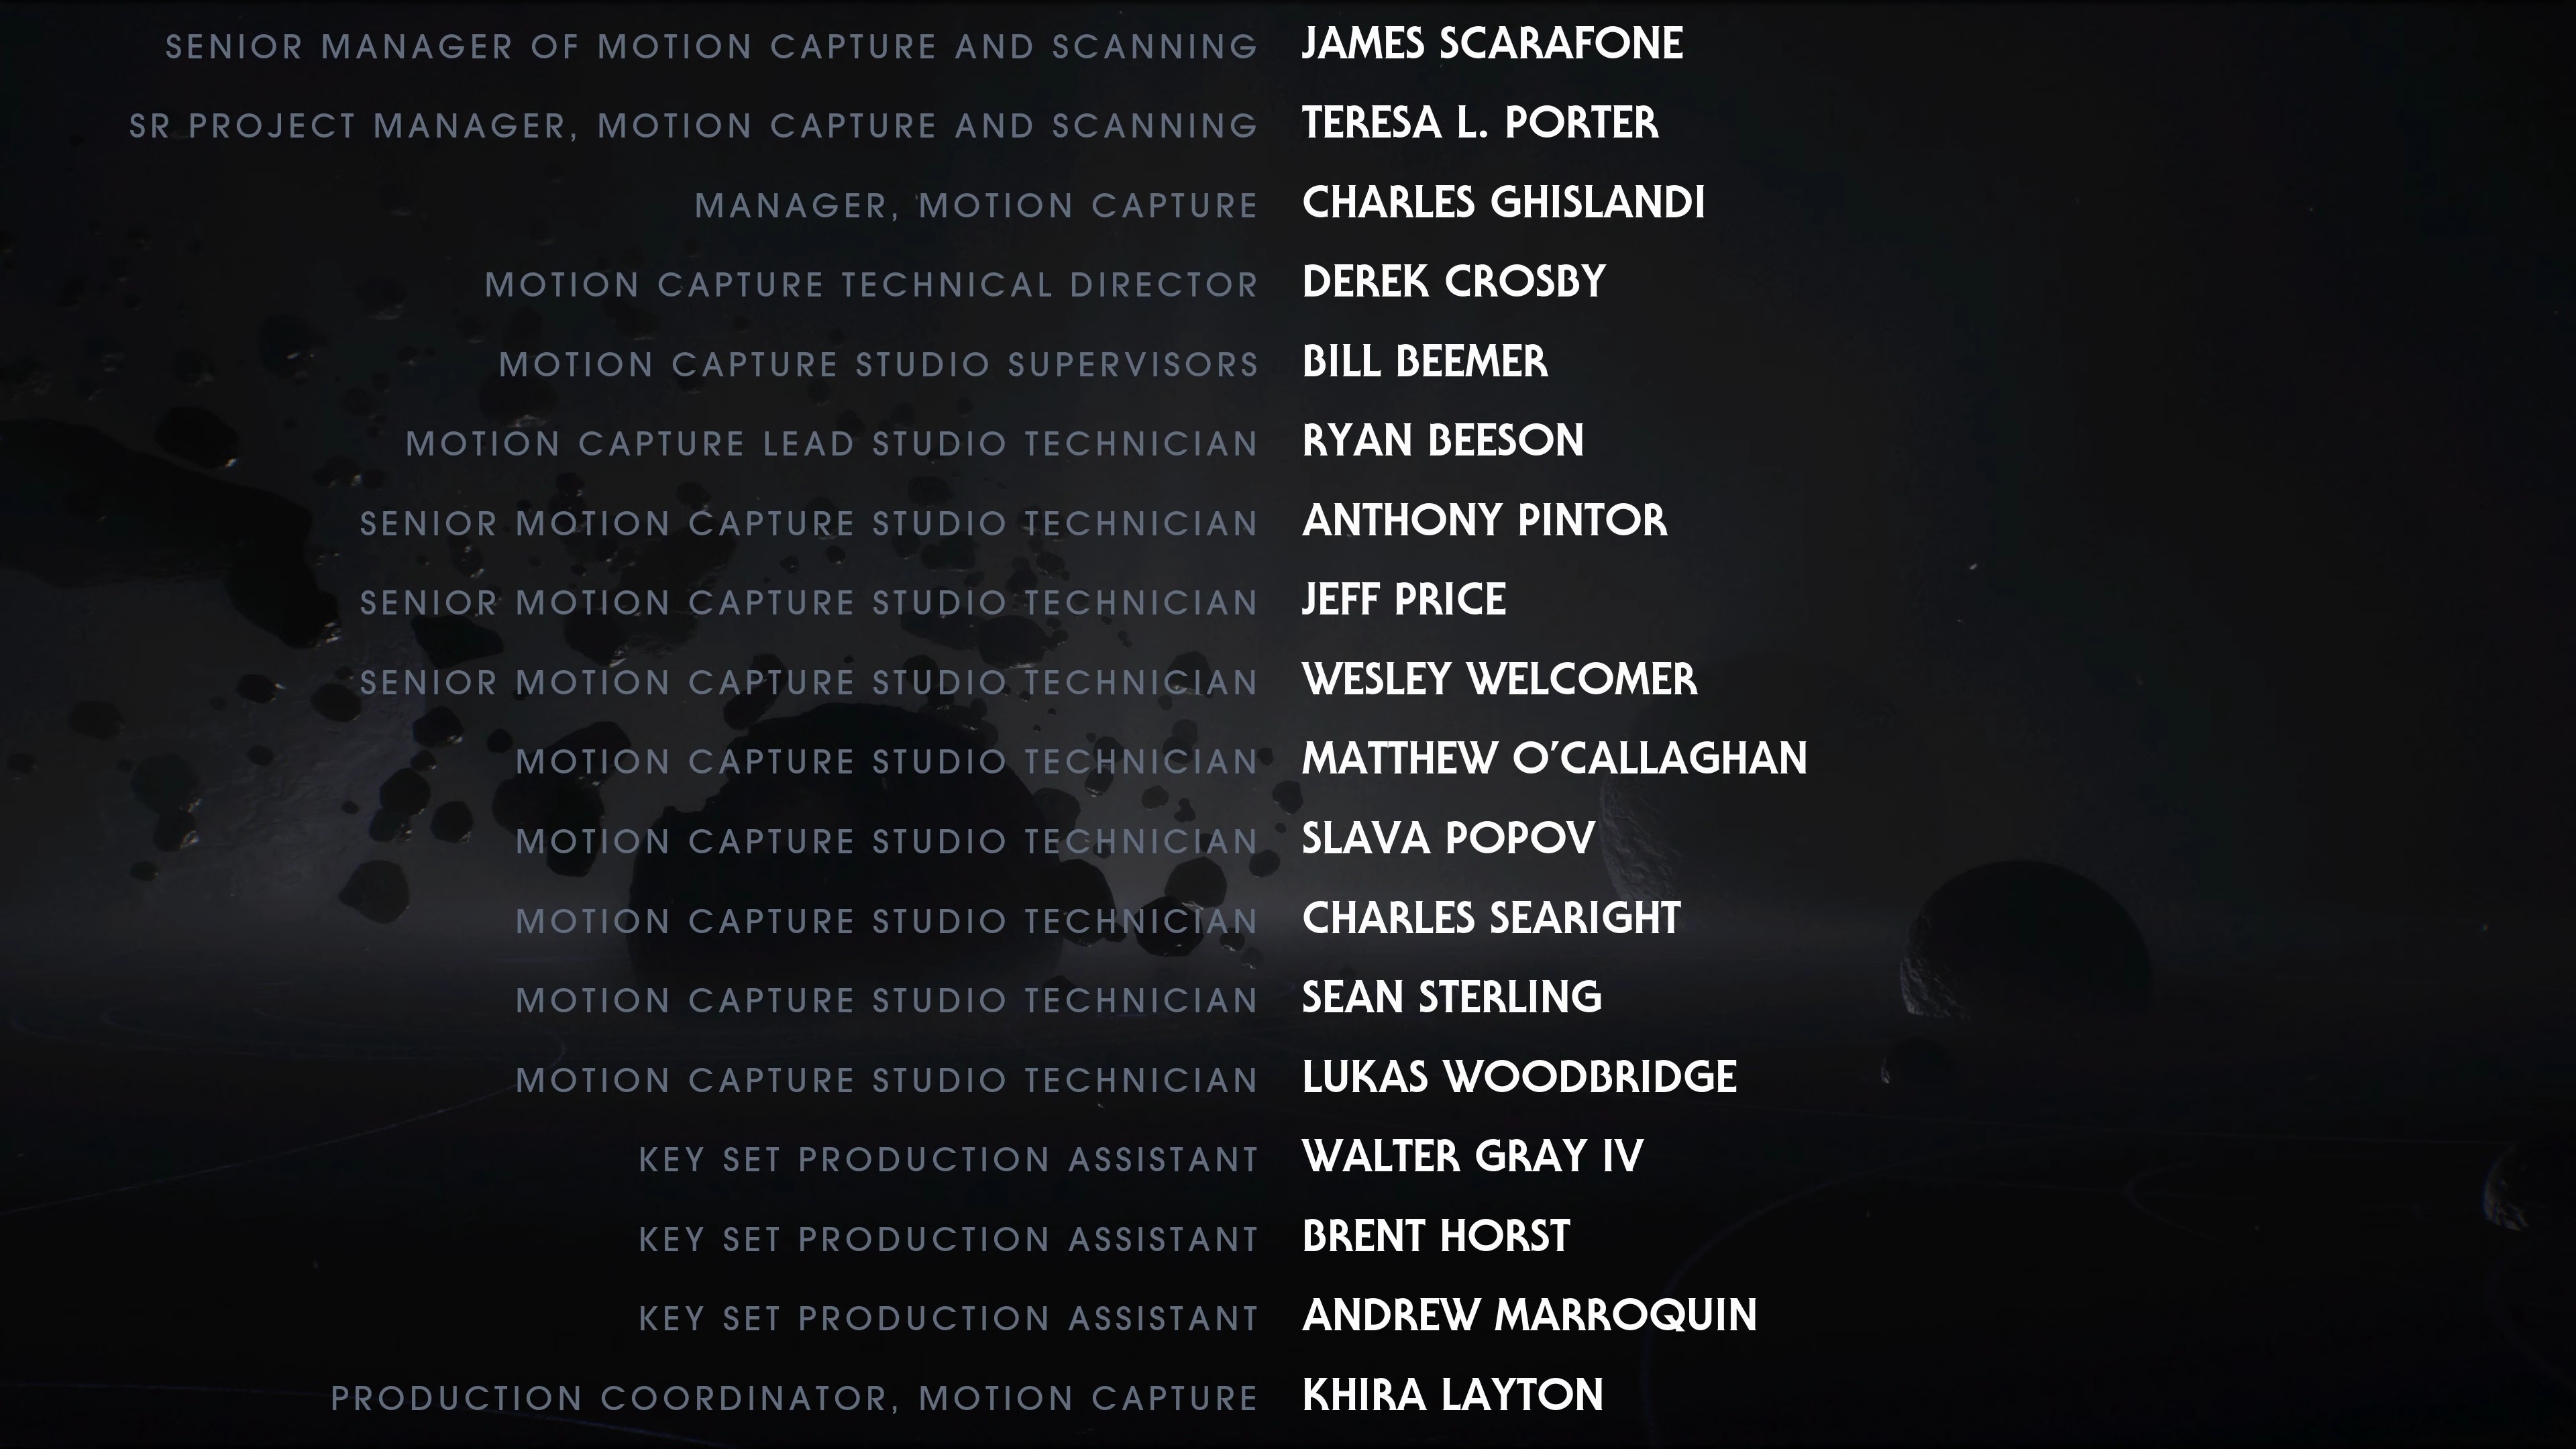 SENIOR MANAGER OF MOTION CAPTURE AND SCANNING JAMES SCARAFONE
SR PROJECT MANAGER, MOTION CAPTURE AND SCANNING TERESA L. PORTER
MANAGER, MOTION CAPTURE CHARLES GHISLANDI
MOTION CAPTURE TECHNICAL DIRECTOR DEREK CROSBY
MOTION CAPTURE STUDIO SUPERVISORS BILL BEEMER
MOTION CAPTURE LEAD STUDIO TECHNICIAN RYAN BEESON
SENIOR MOTION CAPTURE STUDIO TECHNICIAN ANTHONY PINTOR
SENIOR MOTION CAPTURE STUDIO TECHNICIAN JEFF PRICE
SENIOR MOTION CAPTURE STUDIO TECHNICIAN WESLEY WELCOMER
MOTION CAPTURE STUDIO TECHNICIAN MATTHEW O'CALLAGHAN
MOTION CAPTURE STUDIO TECHNICIAN SLAVA POPOV
MOTION CAPTURE STUDIO TECHNICIAN CHARLES SEARIGHT
MOTION CAPTURE STUDIO TECHNICIAN SEAN STERLING
MOTION CAPTURE STUDIO TECHNICIAN LUKAS WOODBRIDGE
KEY SET PRODUCTION ASSISTANT WALTER GRAY IV
KEY SET PRODUCTION ASSISTANT BRENT HORST
KEY SET PRODUCTION ASSISTANT ANDREW MARROQUIN
PRODUCTION COORDINATOR, MOTION CAPTURE KHIRA LAYTON